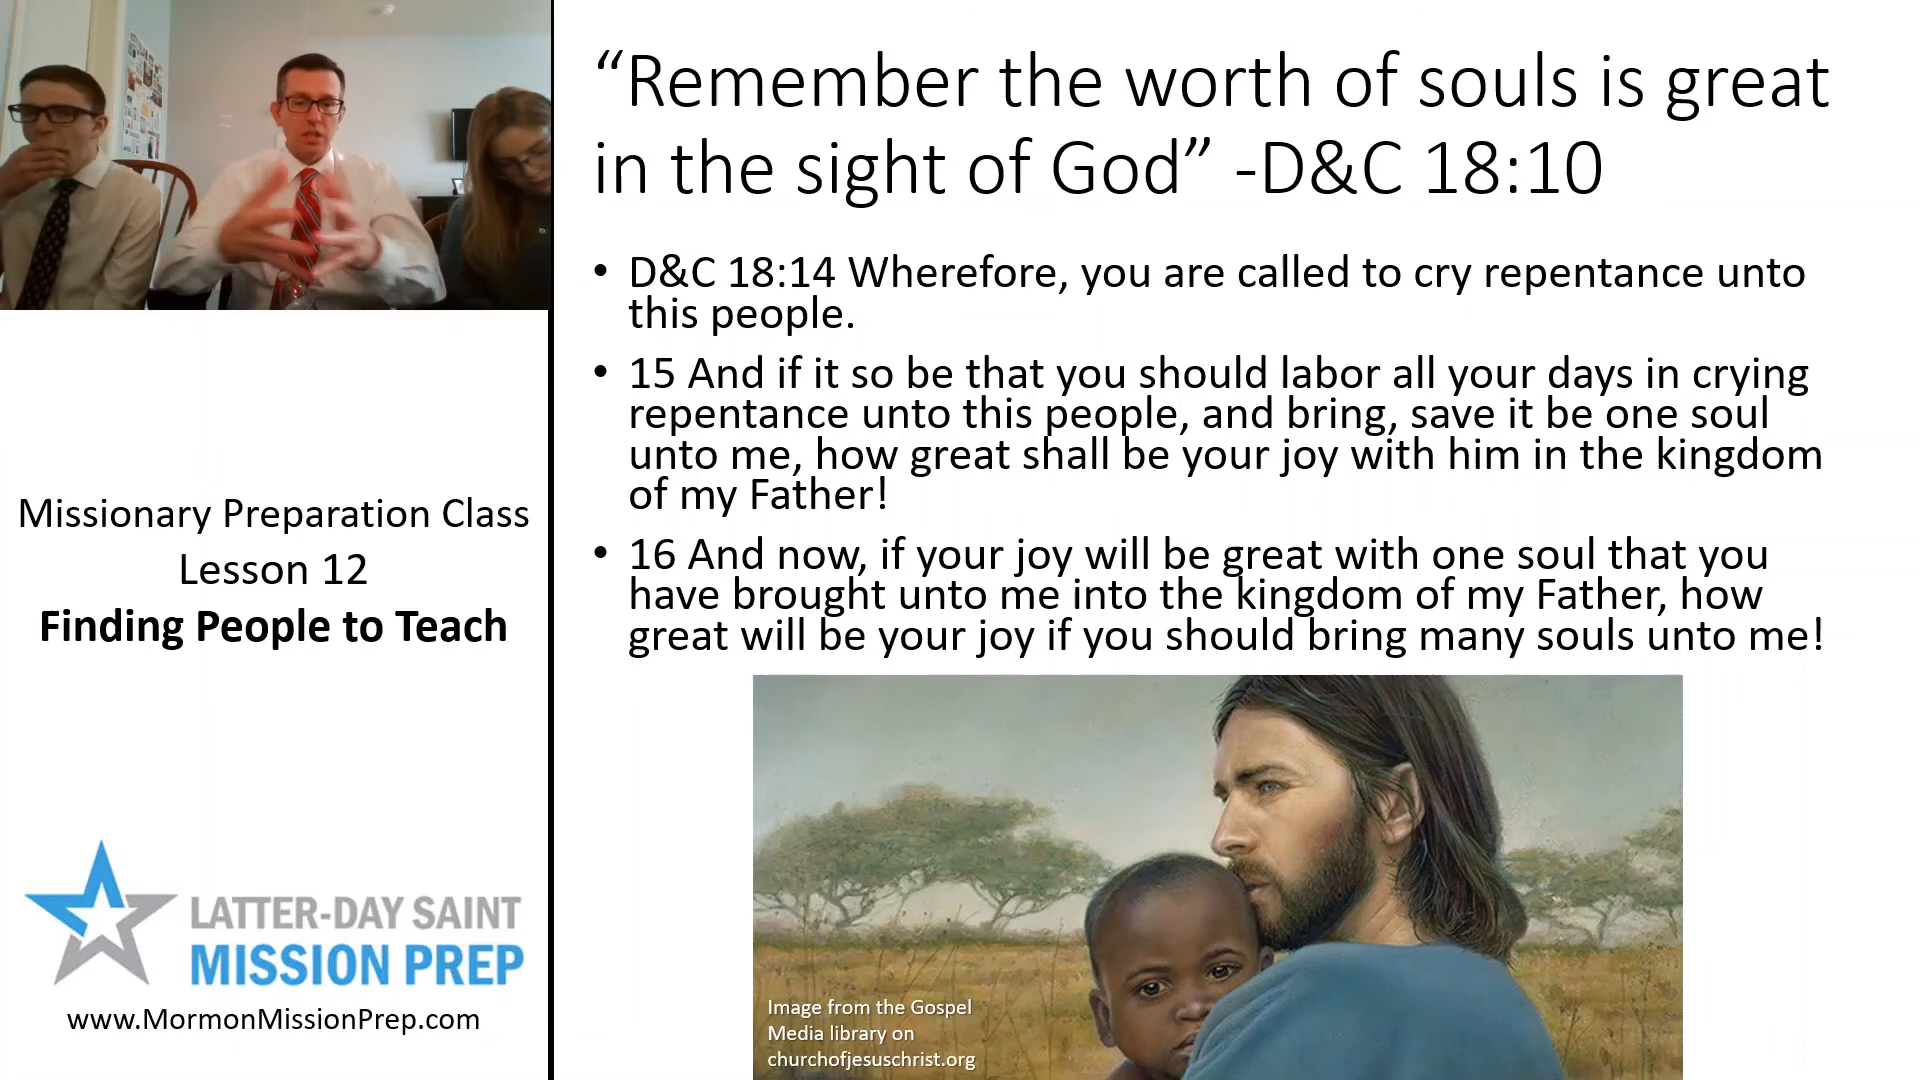 “Remember the worth of souls is great
in the sight of God” -D&C 18:10
• D&C 18:14 Wherefore, you are called to cry repentance unto
this people.
• 15 And if it so be that you should labor all your days in crying
repentance unto this people, and bring, save it be one soul
unto me, how great shall be your joy with him in the kingdom
of my Father!
• 16 And now, if your joy will be great with one soul that you
have brought unto me into the kingdom of my Father, how
great will be your joy if you should bring many souls unto me!
Missionary Preparation Class
Lesson 12
Finding People to Teach
LATTER-DAY SAINT
MISSION PREP
www.MormonMissionPrep.com
Image from the Gospel
Media library on
churchofjesuschrist.org